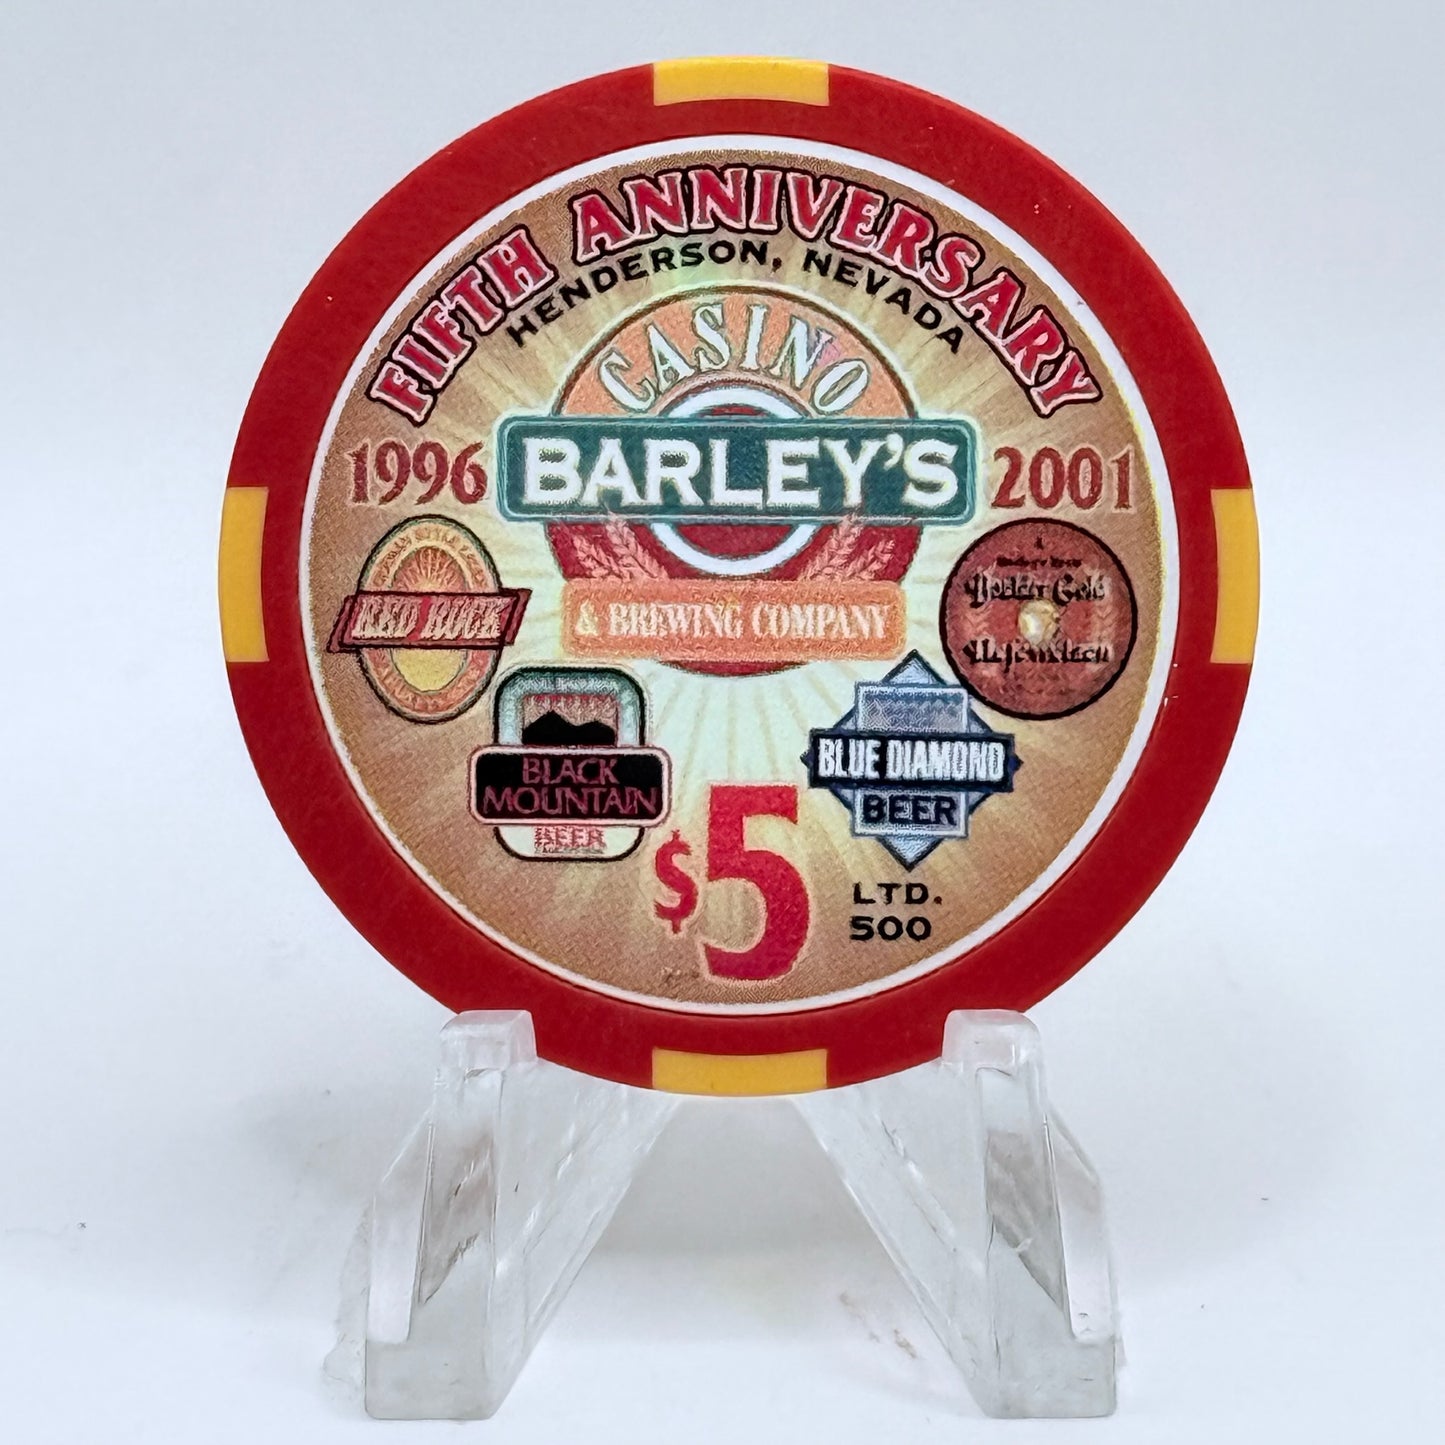 FIFTH ANNIVERSARY
HENDERSON, NEVADA
CASINO
1996
BARLEY'S
2001
& BREWING COMPANY
RED ROCK
BLACK
MOUNTAIN
BEER
BLUE DIAMOND
BEER
$5
LTD.
500